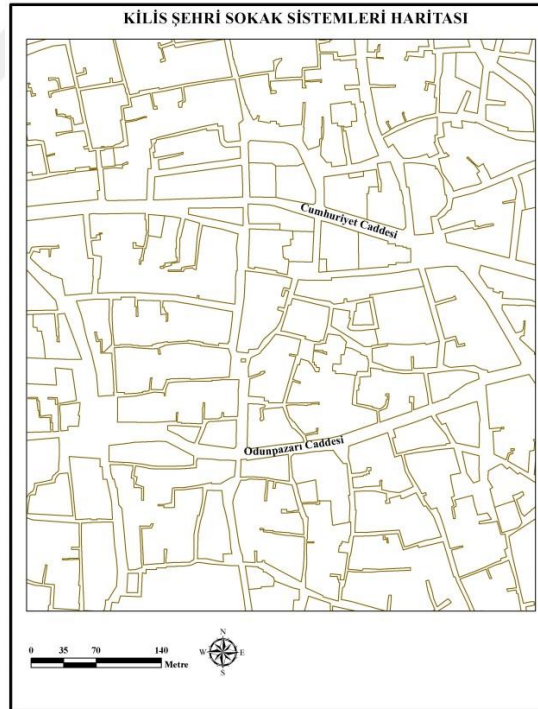 KİLİS ŞEHRİ SOKAK SİSTEMLERİ HARİTASI
Cumhuriyet Caddesi
Odunpazarı Caddesi
0 35 70 140
Metre
N
W E
S